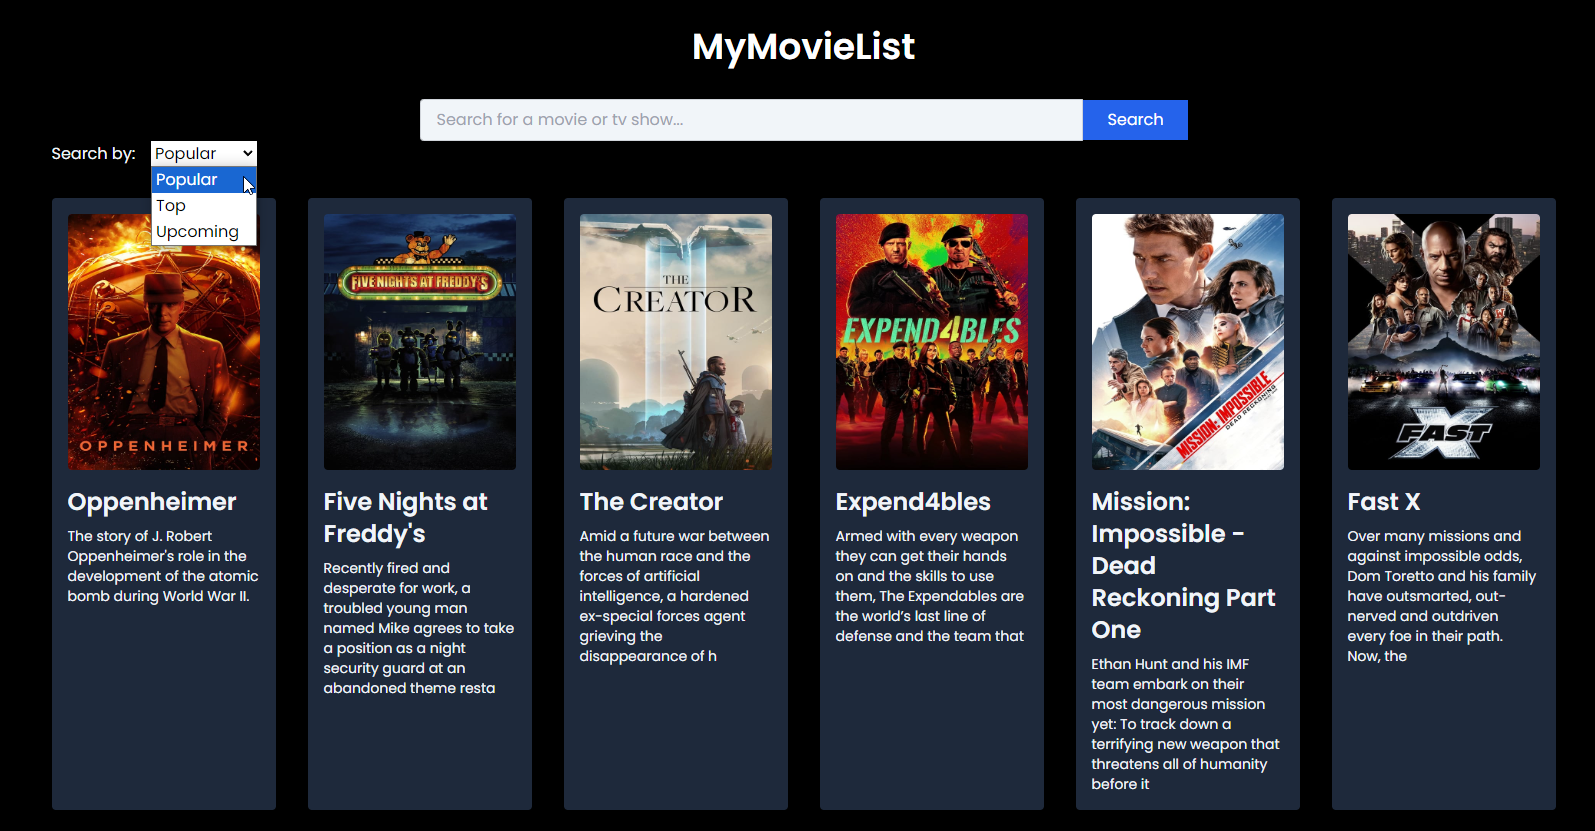 MyMovieList
Search for a movie or tv show...
Search
Search by:
Popular
Popular
Top
Upcoming
OPPENHEIMER
Oppenheimer
The story of J. Robert
Oppenheimer's role in the
development of the atomic
bomb during World War II.
FIVE NIGHTS AT FREDDY'S
Five Nights at
Freddy's
Recently fired and
desperate for work, a
troubled young man
named Mike agrees to take
a position as a night
security guard at an
abandoned theme resta
THE
CREATOR
The Creator
Amid a future war between
the human race and the
forces of artificial
intelligence, a hardened
ex-special forces agent
grieving the
disappearance of h
EXPEND4BLES
Expend4bles
Armed with every weapon
they can get their hands
on and the skills to use
them, The Expendables are
the world’s last line of
defense and the team that
MISSION: IMPOSSIBLE
DEAD RECKONING
Mission:
Impossible -
Dead
Reckoning Part
One
Ethan Hunt and his IMF
team embark on their
most dangerous mission
yet: To track down a
terrifying new weapon that
threatens all of humanity
before it
FAST
X
Fast X
Over many missions and
against impossible odds,
Dom Toretto and his family
have outsmarted, out-
nerved and outdriven
every foe in their path.
Now, the